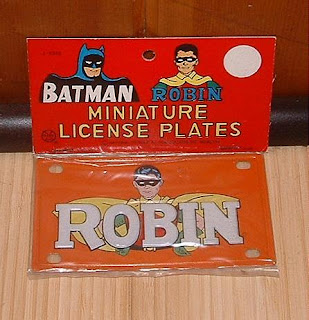 BATMAN ROBIN
MINIATURE
LICENSE PLATES
ROBIN